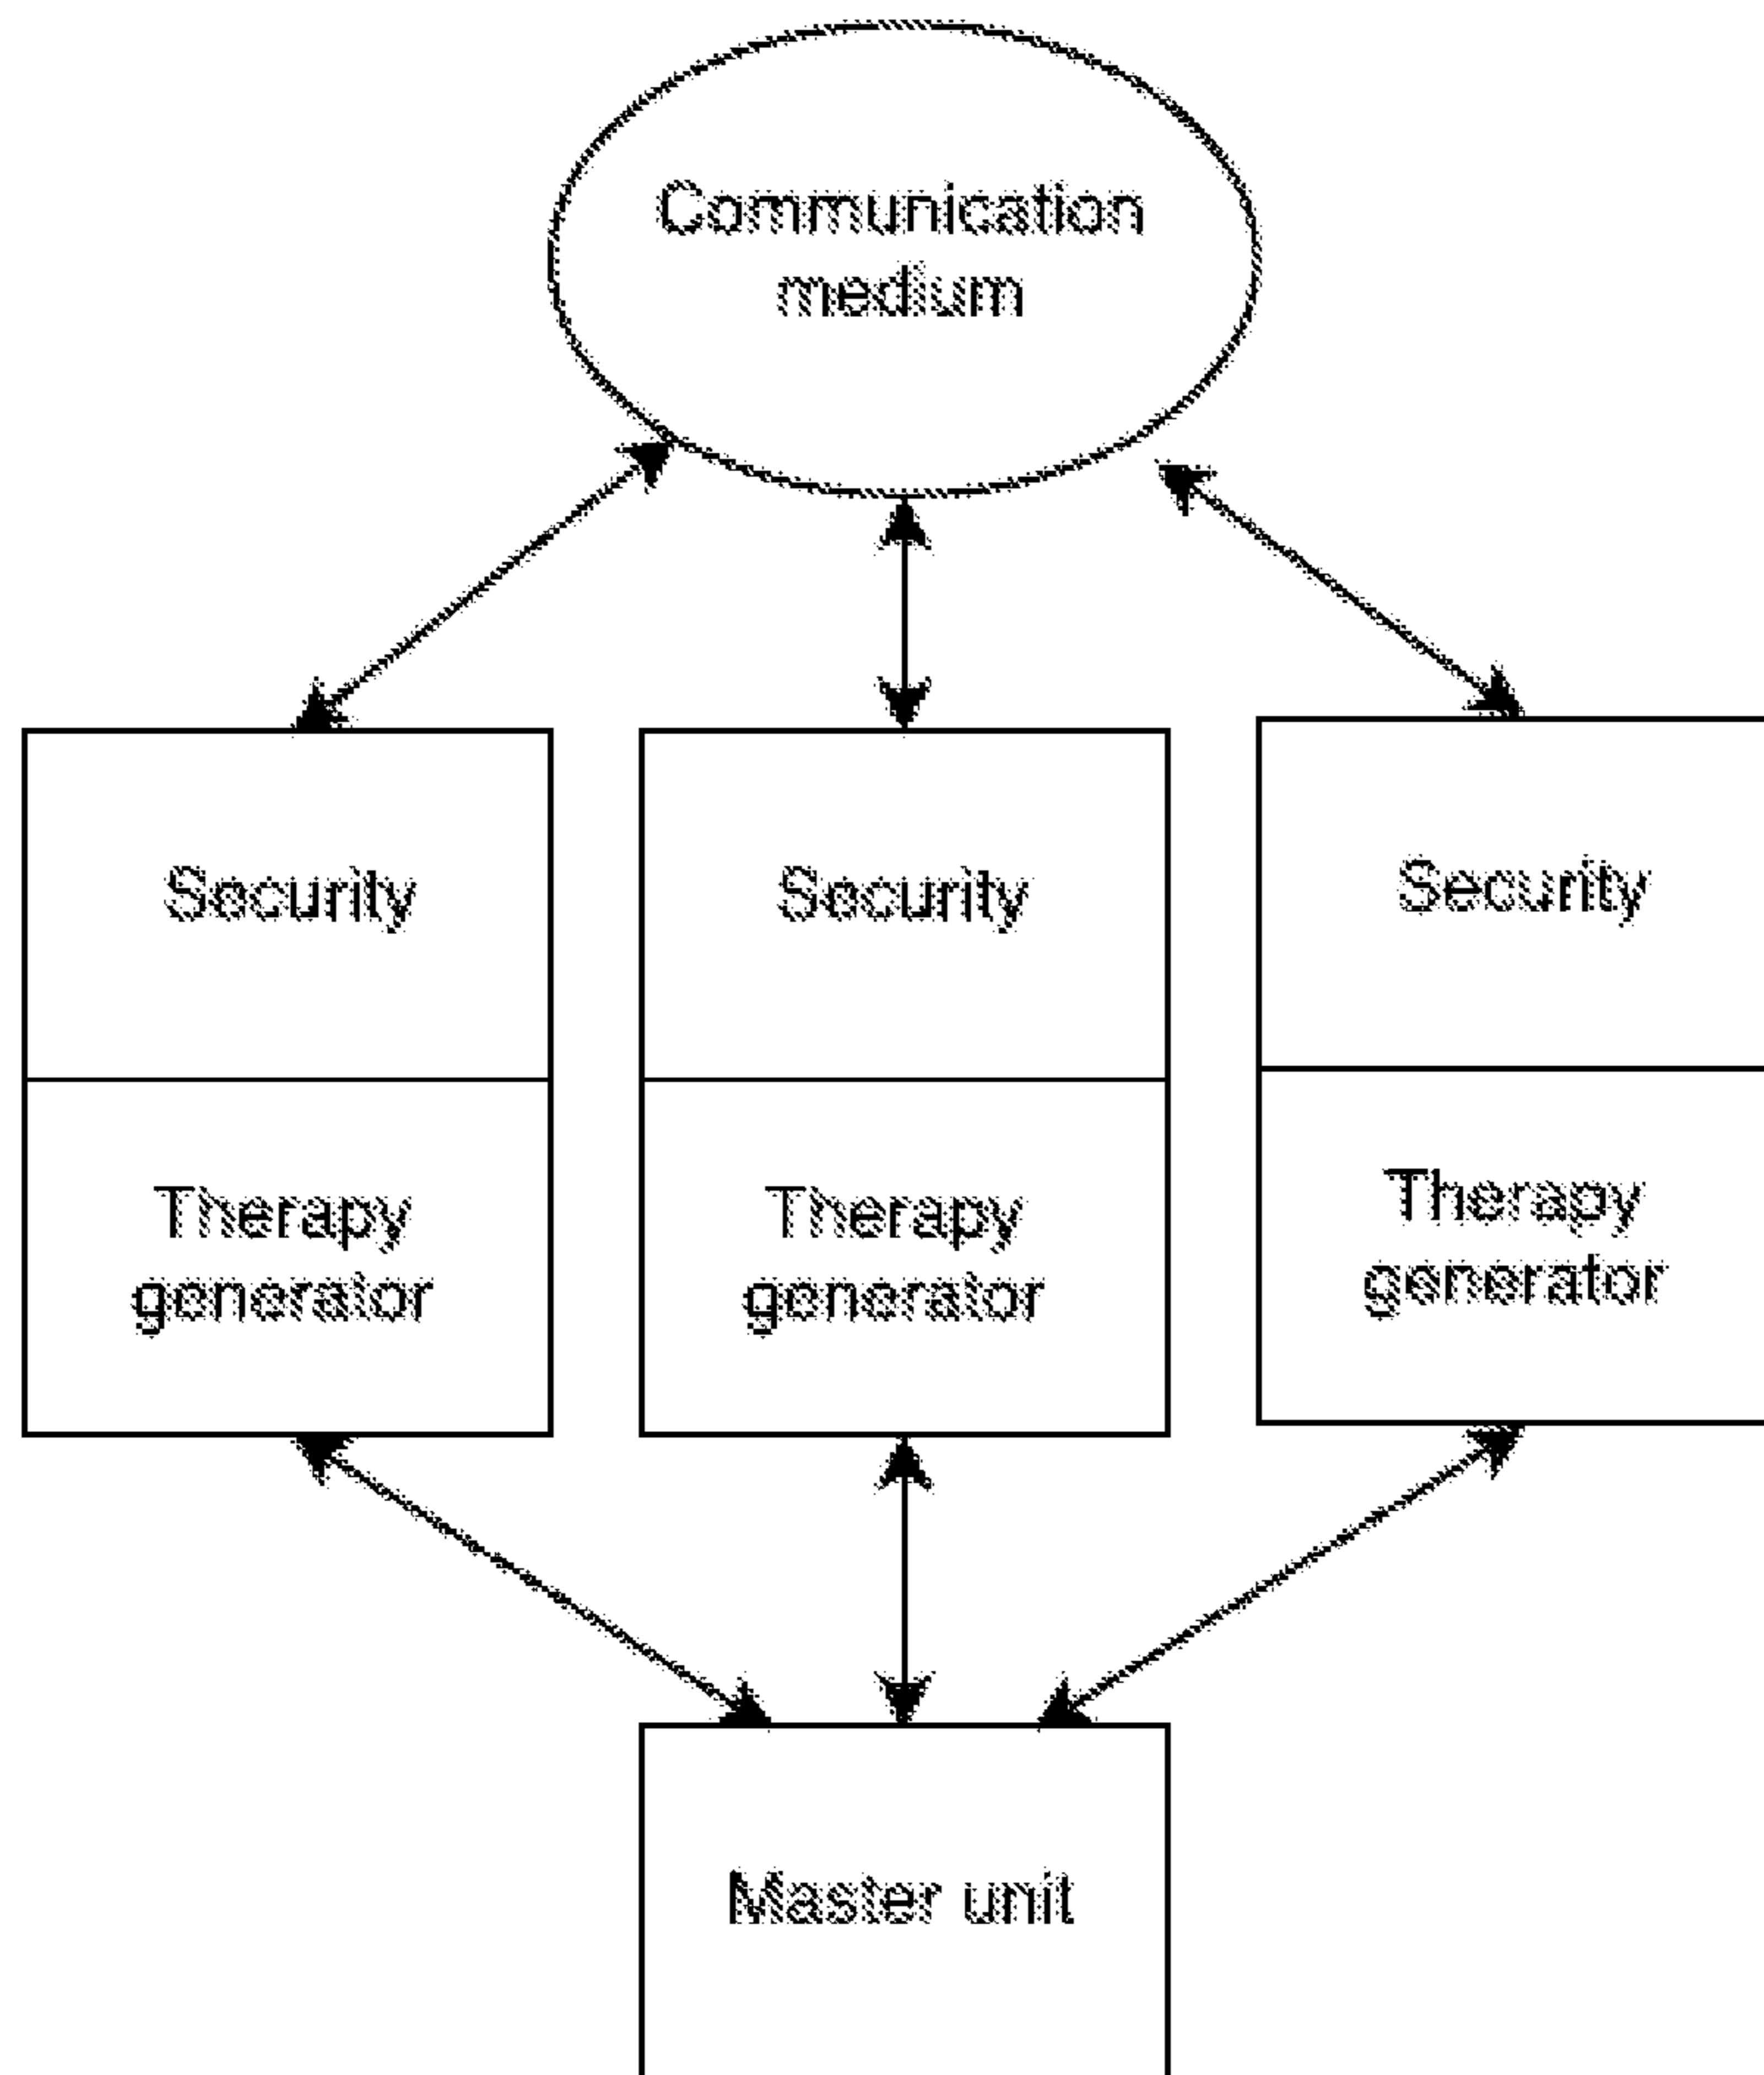 Communication
medium
Security
Security
Security
Therapy
generator
Therapy
generator
Therapy
generator
Master unit